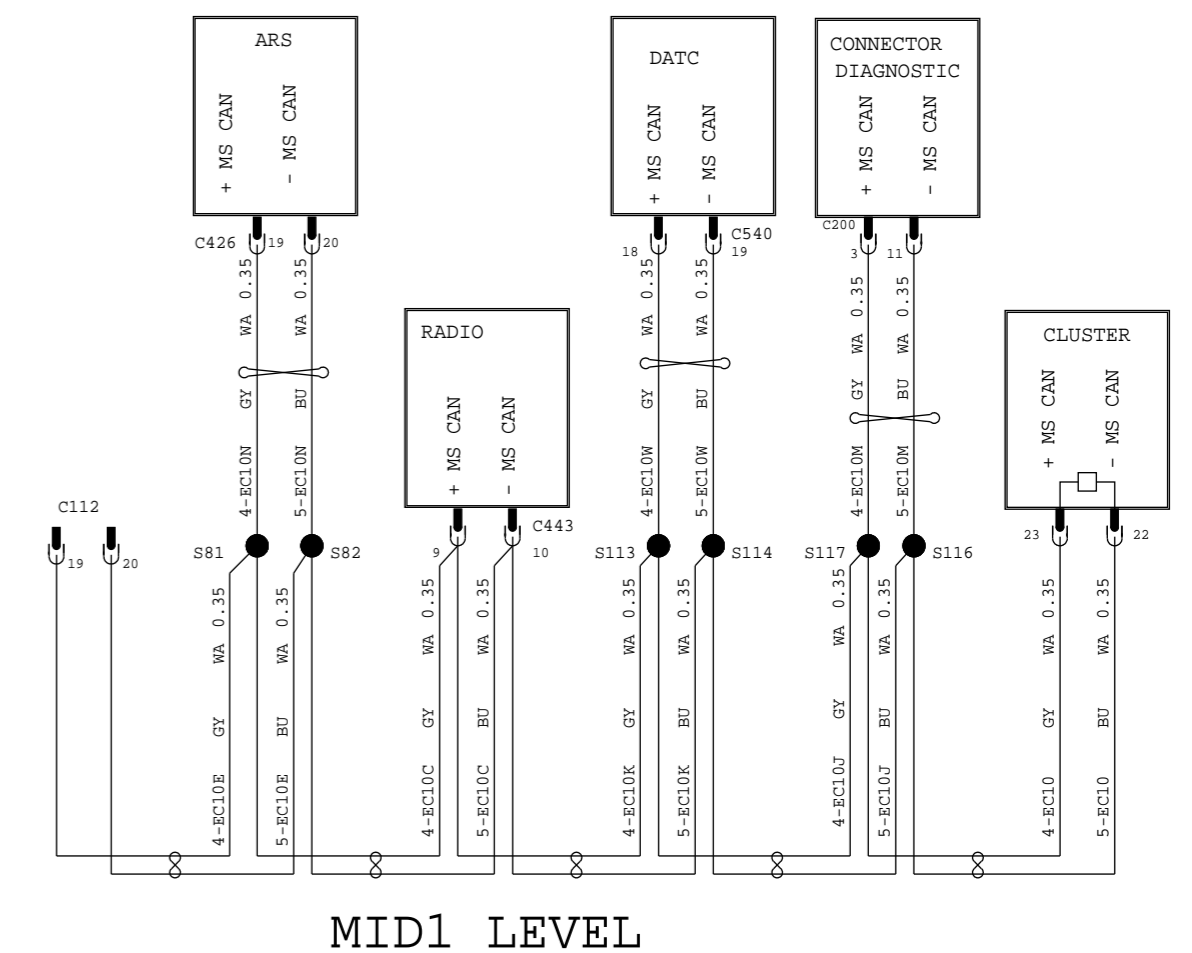 ARS
+ MS CAN
- MS CAN
C426
19
20
WA 0.35
WA 0.35
GY
BU
4-EC10N
5-EC10N
DATC
+ MS CAN
- MS CAN
18
C540
19
WA 0.35
WA 0.35
GY
BU
4-EC10W
5-EC10W
CONNECTOR
DIAGNOSTIC
+ MS CAN
- MS CAN
C200
3
11
WA 0.35
WA 0.35
GY
BU
4-EC10M
5-EC10M
RADIO
+ MS CAN
- MS CAN
C443
9
10
CLUSTER
+ MS CAN
- MS CAN
23
22
C112
19
20
S81
S82
S113
S114
S117
S116
WA 0.35
GY
4-EC10E
WA 0.35
BU
5-EC10E
WA 0.35
GY
4-EC10C
WA 0.35
BU
5-EC10C
WA 0.35
GY
4-EC10K
WA 0.35
BU
5-EC10K
WA 0.35
GY
4-EC10J
WA 0.35
BU
5-EC10J
WA 0.35
GY
4-EC10
WA 0.35
BU
5-EC10
MID1 LEVEL